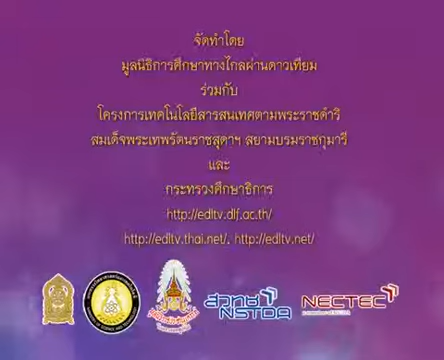 จัดทำโดย
มูลนิธิการศึกษาทางไกลผ่านดาวเทียม
ร่วมกับ
โครงการเทคโนโลยีสารสนเทศตามพระราชดำริ
สมเด็จพระเทพรัตนราชสุดาฯ สยามบรมราชกุมารี
และ
กระทรวงศึกษาธิการ
http://edltv.dlf.ac.th/
http://edltv.thai.net/, http://edltv.net/
สวทช
NSTDA
NECTEC